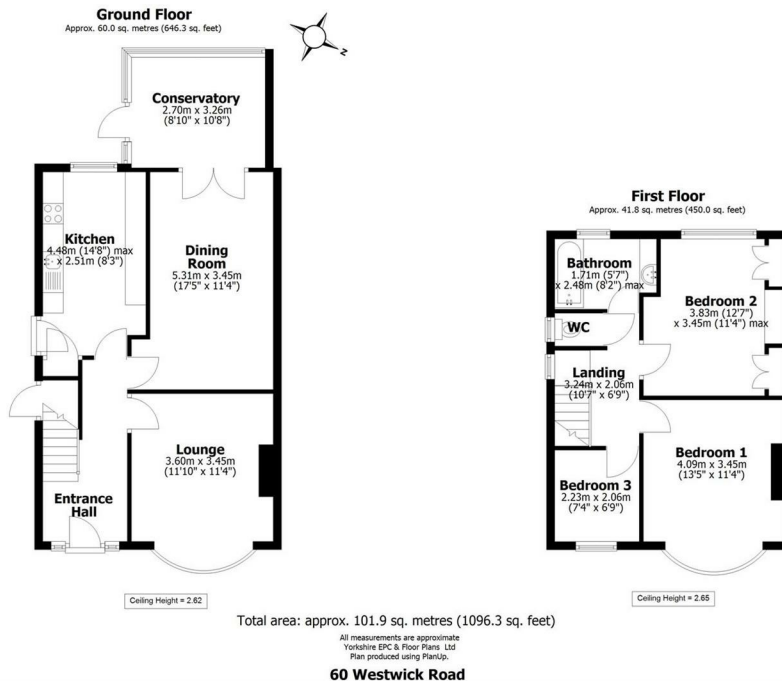 Ground Floor
Approx. 60.0 sq. metres (646.3 sq. feet)
N
Conservatory
2.70m x 3.26m
(8'10" x 10'8")
Kitchen
4.48m (14'8") max
x 2.51m (8'3")
Dining
Room
5.31m x 3.45m
(17'5" x 11'4")
Lounge
3.60m x 3.45m
(11'10" x 11'4")
Entrance
Hall
Ceiling Height = 2.62
First Floor
Approx. 41.8 sq. metres (450.0 sq. feet)
Bathroom
1.71m (5'7")
x 2.48m (8'2") max
Bedroom 2
3.83m (12'7")
x 3.45m (11'4") max
WC
Landing
3.24m x 2.06m
(10'7" x 6'9")
Bedroom 1
4.09m x 3.45m
(13'5" x 11'4")
Bedroom 3
2.23m x 2.06m
(7'4" x 6'9")
Ceiling Height = 2.65
Total area: approx. 101.9 sq. metres (1096.3 sq. feet)
All measurements are approximate
Yorkshire EPC & Floor Plans Ltd
Plan produced using PlanUp.
60 Westwick Road